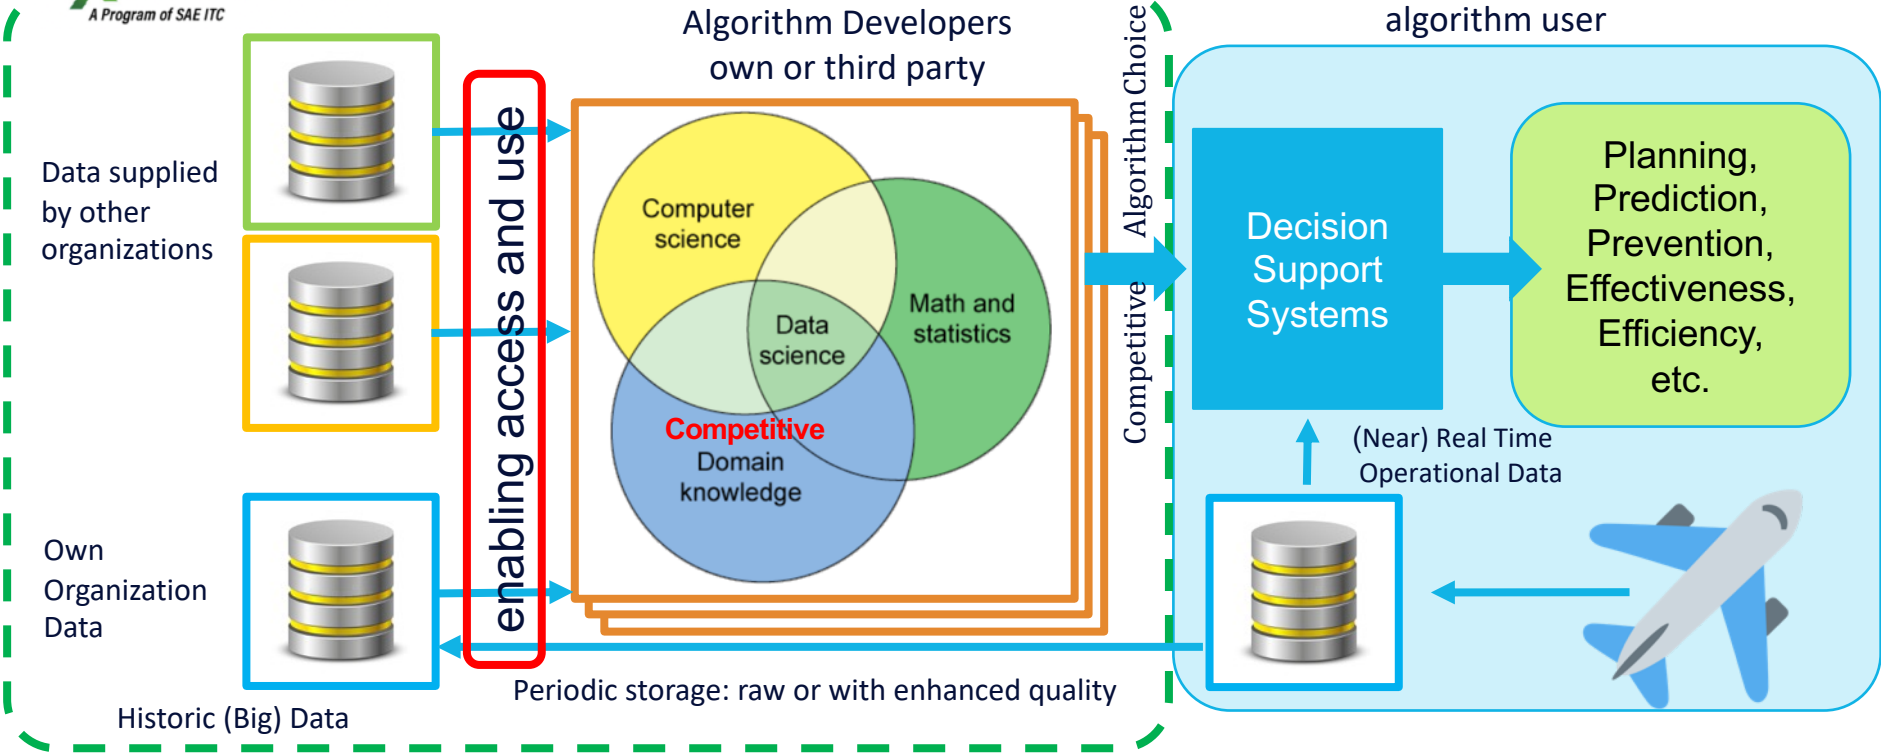 A Program of SAE ITC
Algorithm Developers
own or third party
algorithm user
Data supplied
by other
organizations
enabling access and use
Computer
science
Math and
statistics
Data
science
Competitive
Domain
knowledge
Competitive Algorithm Choice
Decision
Support
Systems
Planning,
Prediction,
Prevention,
Effectiveness,
Efficiency,
etc.
(Near) Real Time
Operational Data
Own
Organization
Data
Periodic storage: raw or with enhanced quality
Historic (Big) Data